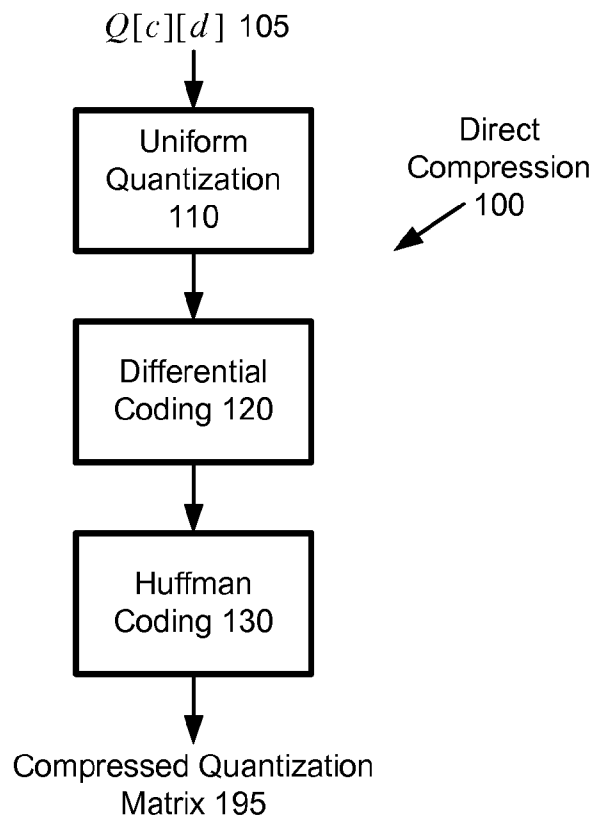 Q[c][d] 105
Uniform
Quantization
110
Direct
Compression
100
Differential
Coding 120
Huffman
Coding 130
Compressed Quantization
Matrix 195